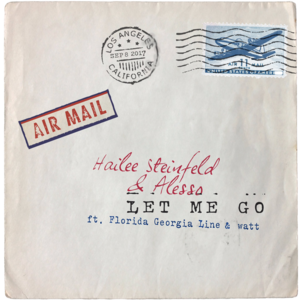 LOS ANGELES
SEP 8 2017
CALIFORNIA
AIR MAIL
Hailee Steinfeld
& Alesso
LET ME GO
ft. Florida Georgia Line & watt